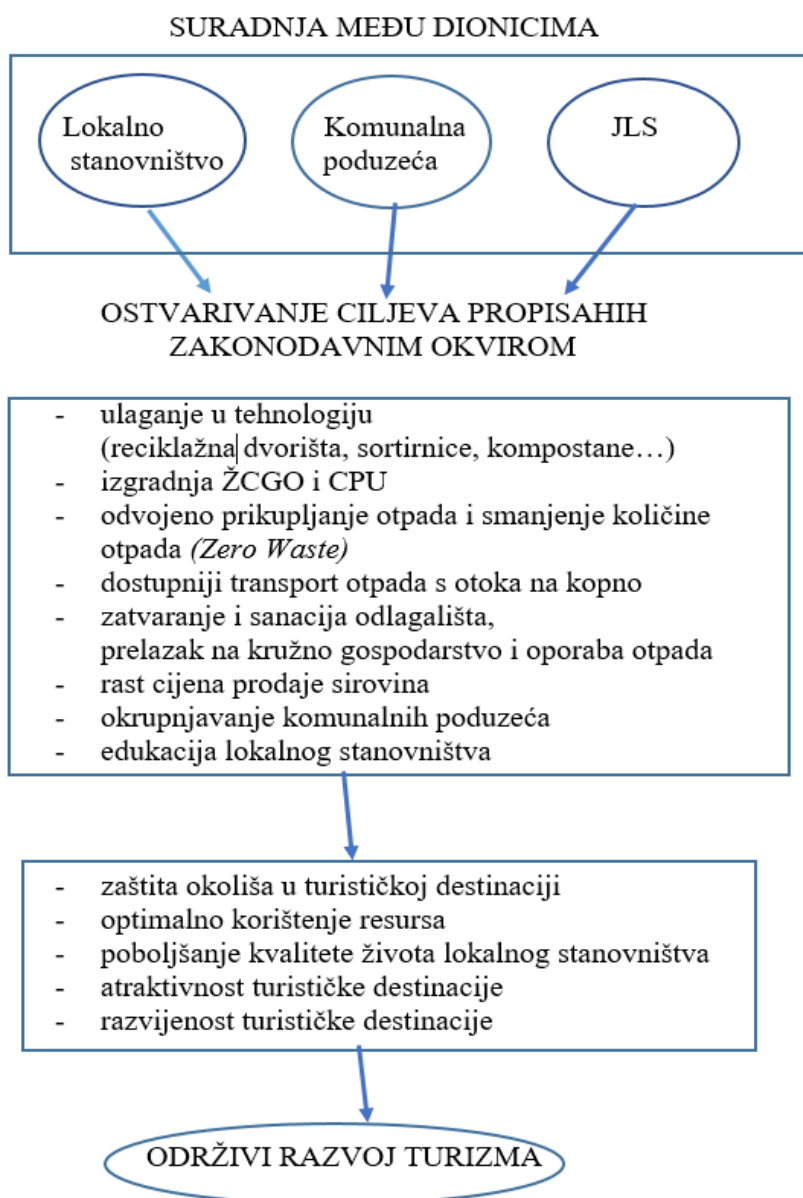 SURADNJA MEĐU DIONICIMA
Lokalno
stanovništvo
Komunalna
poduzeća
JLS
OSTVARIVANJE CILJEVA PROPISAHIH
ZAKONODAVNIM OKVIROM
- ulaganje u tehnologiju
(reciklažna dvorišta, sortirnice, kompostane…)
- izgradnja ŽCGO i CPU
- odvojeno prikupljanje otpada i smanjenje količine
otpada (Zero Waste)
- dostupniji transport otpada s otoka na kopno
- zatvaranje i sanacija odlagališta,
prelazak na kružno gospodarstvo i oporaba otpada
- rast cijena prodaje sirovina
- okrupnjavanje komunalnih poduzeća
- edukacija lokalnog stanovništva
- zaštita okoliša u turističkoj destinaciji
- optimalno korištenje resursa
- poboljšanje kvalitete života lokalnog stanovništva
- atraktivnost turističke destinacije
- razvijenost turističke destinacije
ODRŽIVI RAZVOJ TURIZMA